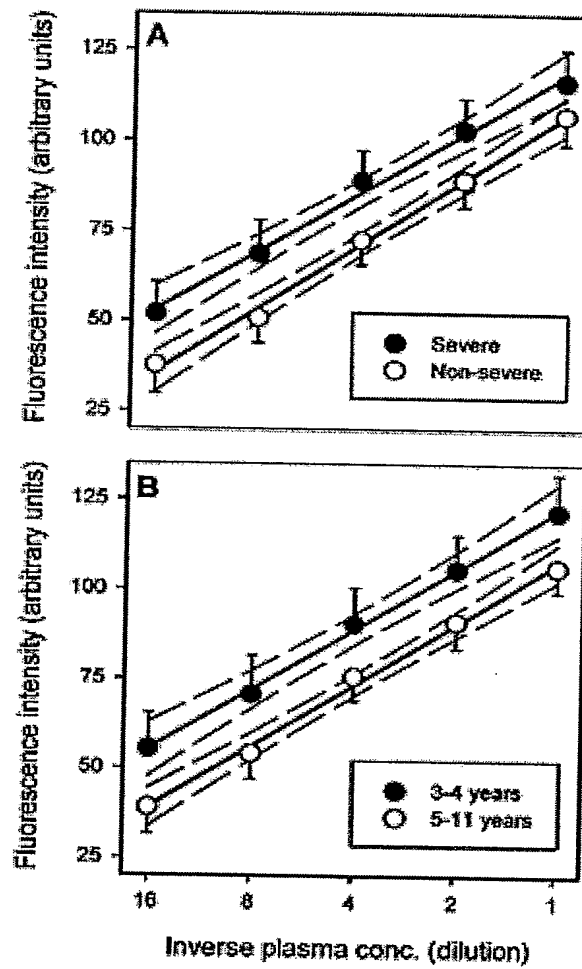 A
Fluorescence intensity (arbitrary units)
125
100
75
50
25
Severe
Non-severe
B
Fluorescence intensity (arbitrary units)
125
100
75
50
25
3-4 years
5-11 years
16 8 4 2 1
Inverse plasma conc. (dilution)